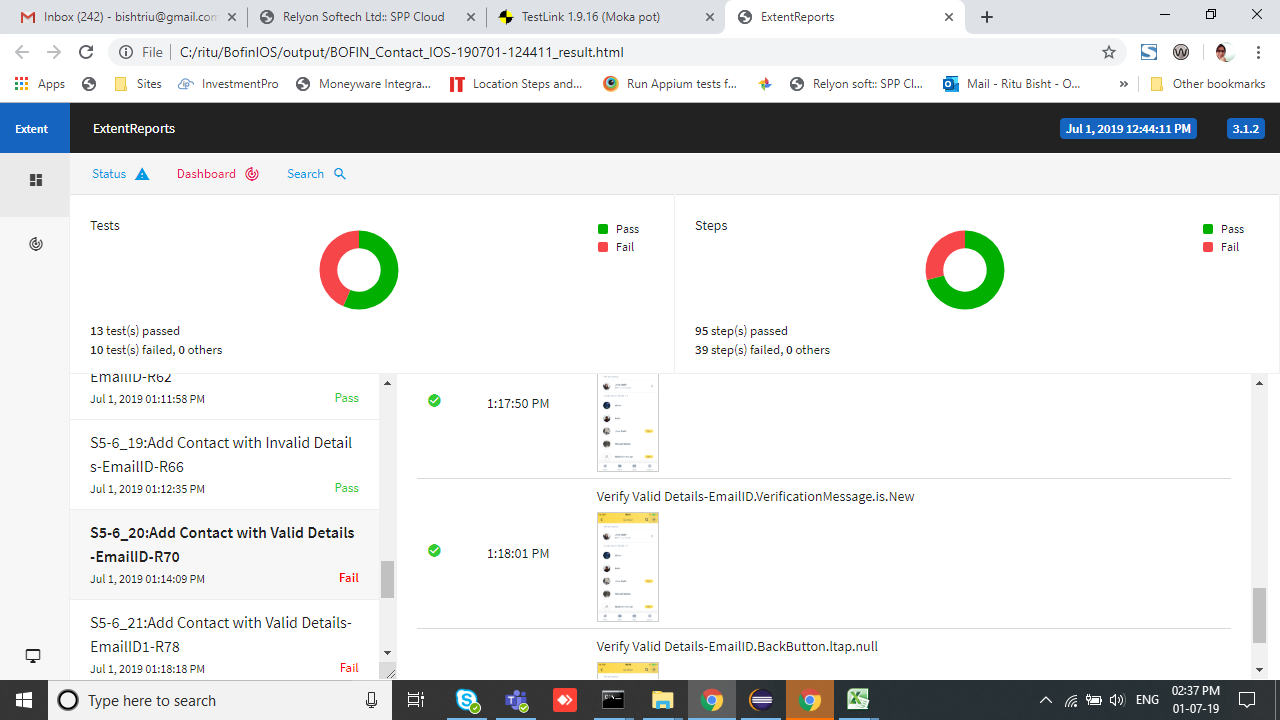 Inbox (242) - bishtriu@gmail.con
Relyon Softech Ltd:: SPP Cloud
TestLink 1.9.16 (Moka pot)
ExtentReports
File
C:/ritu/BofinIOS/output/BOFIN_Contact_IOS-190701-124411_result.html
Apps
Sites
InvestmentPro
Moneyware Integra...
Location Steps and...
Run Appium tests f...
Relyon soft:: SPP Cl...
Mail - Ritu Bisht - O...
Other bookmarks
Extent
ExtentReports
Jul 1, 2019 12:44:11 PM
3.1.2
Status
Dashboard
Search
Tests
Pass
Fail
13 test(s) passed
10 test(s) failed, 0 others
Steps
Pass
Fail
95 step(s) passed
39 step(s) failed, 0 others
EmailID-R62
Jul 1, 2019 01:11:53 PM
Pass
S5-6_19:Add Contact with Invalid Detail
s-EmailID-R66
Jul 1, 2019 01:12:35 PM
Pass
S5-6_20:Add Contact with Valid Details
-EmailID-R70
Jul 1, 2019 01:14:09 PM
Fail
S5-6_21:Add Contact with Valid Details-
EmailID1-R78
Jul 1, 2019 01:18:18 PM
Fail
1:17:50 PM
Verify Valid Details-EmailID.VerificationMessage.is.New
1:18:01 PM
Verify Valid Details-EmailID.BackButton.ltap.null
Type here to search
ENG
02:37 PM
01-07-19